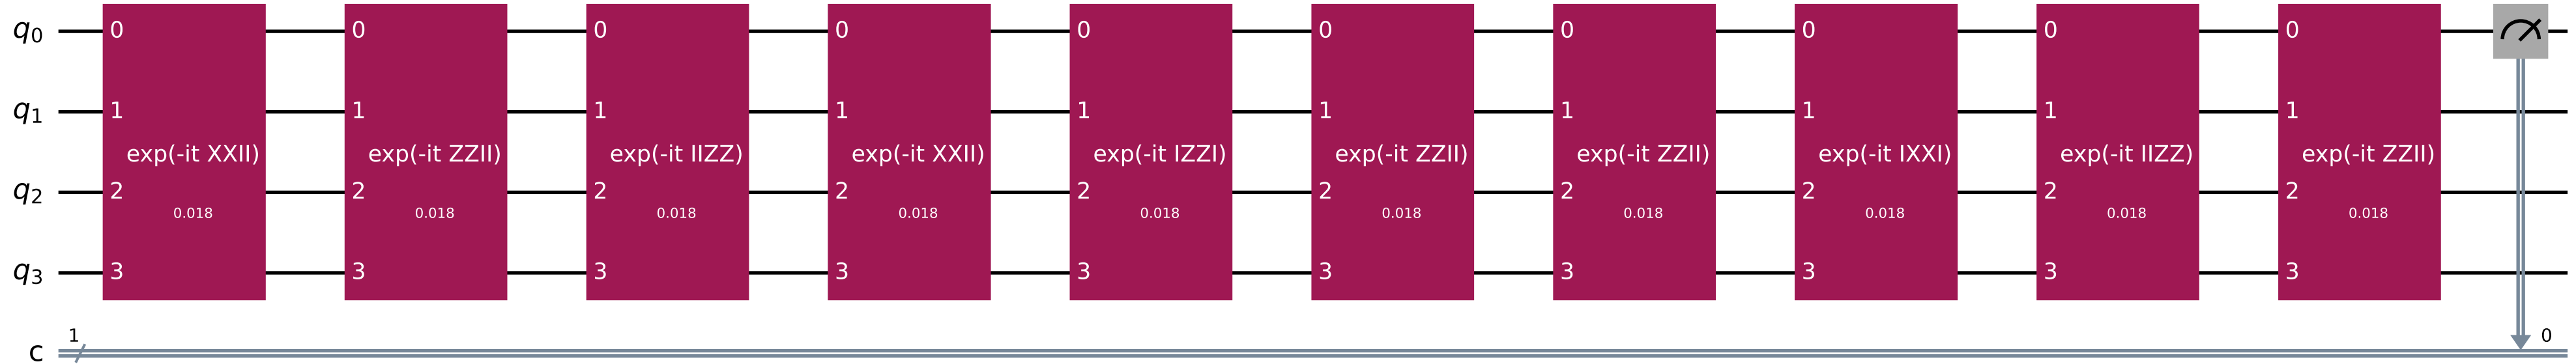 q0 0 0 0 0 0 0 0 0 0 0
q1 1 1 1 1 1 1 1 1 1 1
exp(-it XXII) exp(-it ZZII) exp(-it IIZZ) exp(-it XXII) exp(-it IZZI) exp(-it ZZII) exp(-it ZZII) exp(-it IXXI) exp(-it IIZZ) exp(-it ZZII)
q2 2 2 2 2 2 2 2 2 2 2
0.018 0.018 0.018 0.018 0.018 0.018 0.018 0.018 0.018 0.018
q3 3 3 3 3 3 3 3 3 3 3
1 0
c